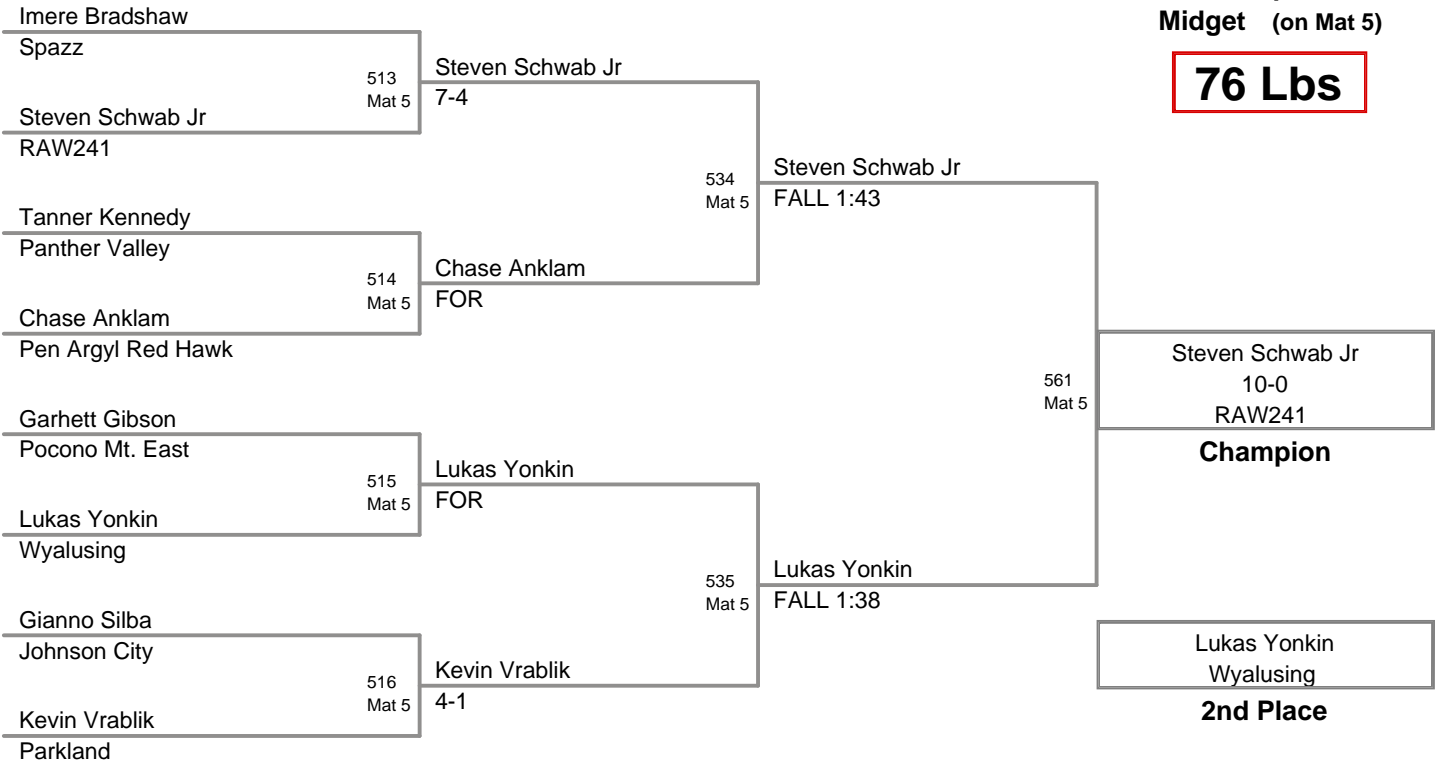 Midget (on Mat 5)
76 Lbs
Imere Bradshaw
Spazz
513
Mat 5
Steven Schwab Jr
7-4
Steven Schwab Jr
RAW241
534
Mat 5
Steven Schwab Jr
FALL 1:43
Tanner Kennedy
Panther Valley
514
Mat 5
Chase Anklam
FOR
Chase Anklam
Pen Argyl Red Hawk
561
Mat 5
Steven Schwab Jr
10-0
RAW241
Champion
Garhett Gibson
Pocono Mt. East
515
Mat 5
Lukas Yonkin
FOR
Lukas Yonkin
Wyalusing
535
Mat 5
Lukas Yonkin
FALL 1:38
Gianno Silba
Johnson City
516
Mat 5
Kevin Vrablik
4-1
Kevin Vrablik
Parkland
Lukas Yonkin
Wyalusing
2nd Place